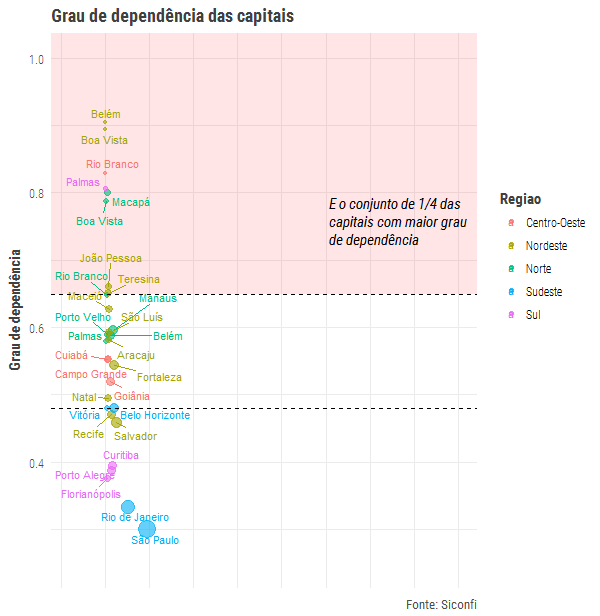 Grau de dependência das capitais
Grau de dependência
1.0
0.8
0.6
0.4
Belém
Boa Vista
Rio Branco
Palmas
Macapá
Boa Vista
E o conjunto de 1/4 das
capitais com maior grau
de dependência
João Pessoa
Rio Branco
Teresina
Maceió
Manaus
Porto Velho
São Luís
Palmas
Belém
Cuiabá
Aracaju
Campo Grande
Fortaleza
Natal
Goiânia
Vitória
Belo Horizonte
Recife
Salvador
Curitiba
Porto Alegre
Florianópolis
Rio de Janeiro
São Paulo
Regiao
Centro-Oeste
Nordeste
Norte
Sudeste
Sul
Fonte: Siconfi